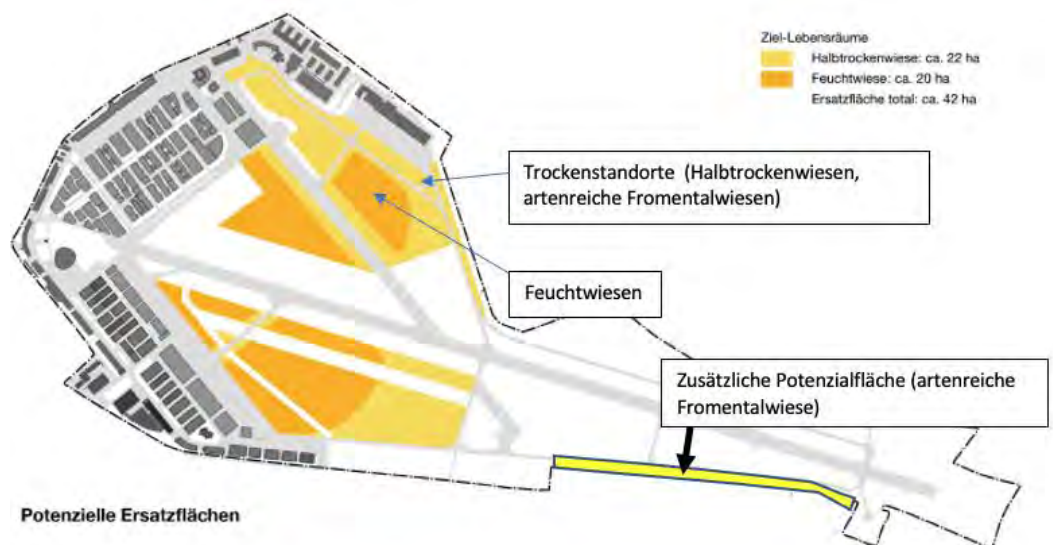 Ziel-Lebensräume
Halbtrockenwiese: ca. 22 ha
Feuchtwiese: ca. 20 ha
Ersatzfläche total: ca. 42 ha
Trockenstandorte (Halbtrockenwiesen,
artenreiche Fromentalwiesen)
Feuchtwiesen
Zusätzliche Potenzialfläche (artenreiche
Fromentalwiese)
Potenzielle Ersatzflächen